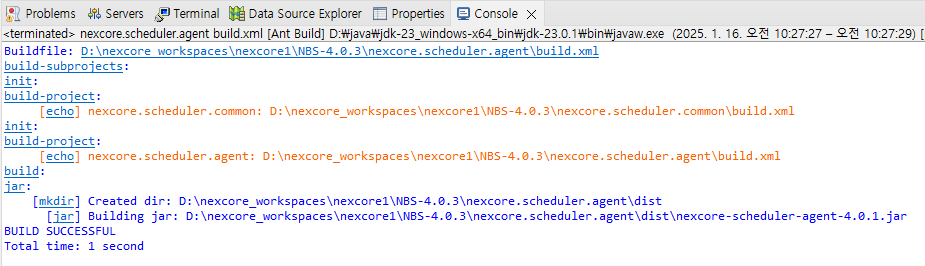 Problems Servers Terminal Data Source Explorer Properties Console
<terminated> nexcore.scheduler.agent build.xml [Ant Build] D:₩java₩jdk-23_windows-x64_bin₩jdk-23.0.1₩bin₩javaw.exe (2025. 1. 16. 오전 10:27:27 – 오전 10:27:29) [
Buildfile: D:\nexcore_workspaces\nexcore1\NBS-4.0.3\nexcore.scheduler.agent\build.xml
build-subprojects:
init:
build-project:
[echo] nexcore.scheduler.common: D:\nexcore_workspaces\nexcore1\NBS-4.0.3\nexcore.scheduler.common\build.xml
init:
build-project:
[echo] nexcore.scheduler.agent: D:\nexcore_workspaces\nexcore1\NBS-4.0.3\nexcore.scheduler.agent\build.xml
build:
jar:
[mkdir] Created dir: D:\nexcore_workspaces\nexcore1\NBS-4.0.3\nexcore.scheduler.agent\dist
[jar] Building jar: D:\nexcore_workspaces\nexcore1\NBS-4.0.3\nexcore.scheduler.agent\dist\nexcore-scheduler-agent-4.0.1.jar
BUILD SUCCESSFUL
Total time: 1 second